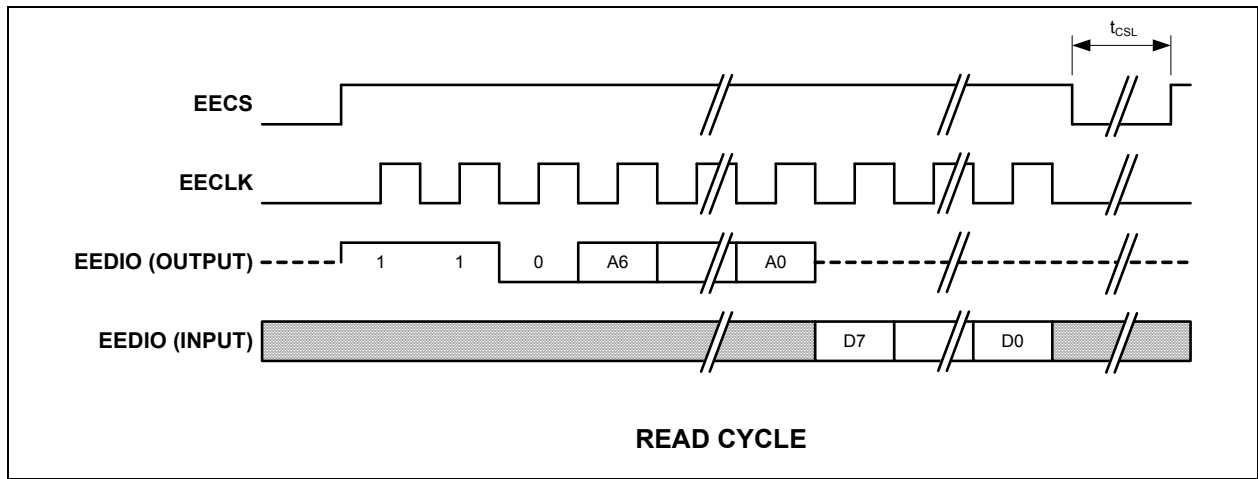 tCSL
EECS
EECLK
EEDIO (OUTPUT) 1 1 0 A6 A0
EEDIO (INPUT) D7 D0
READ CYCLE